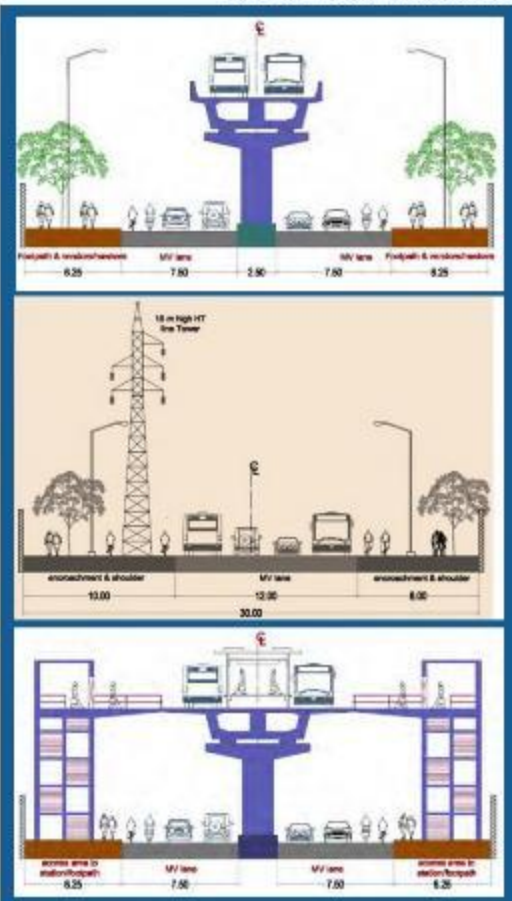 ℄
Footpath & vendors/hawkers MV lane MV lane Footpath & vendors/hawkers
6.25 7.50 2.50 7.50 6.25
high HT
line Tower
℄
encroachment & shoulder MV lane encroachment & shoulder
10.00 12.00 8.00
30.00
℄
access area to MV lane MV lane access area to
station/footpath station/footpath
6.25 7.50 7.50 6.25